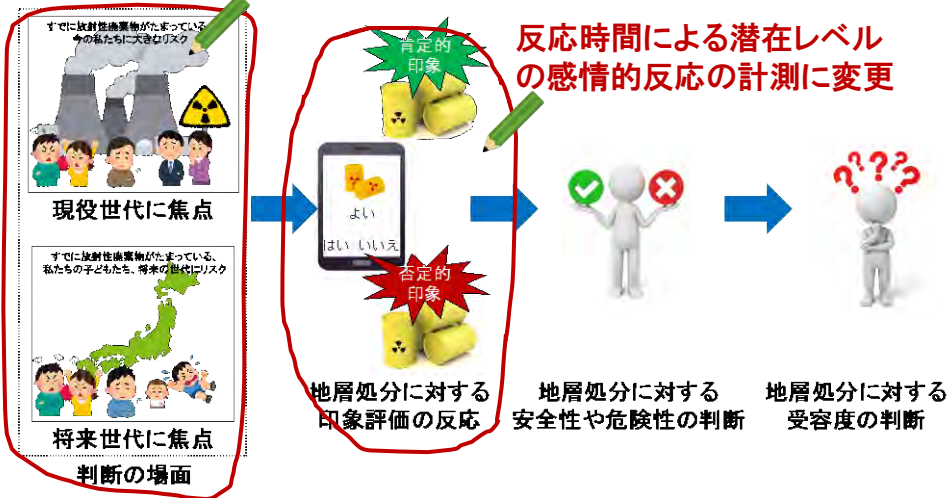 すでに放射性廃棄物がたまっている
今の私たちに大きなリスク
現役世代に焦点
すでに放射性廃棄物がたまっている、
私たちの子どもたち、将来の世代にリスク
将来世代に焦点
判断の場面
肯定的
印象
よい
はい いいえ
否定的
印象
地層処分に対する
印象評価の反応
反応時間による潜在レベル
の感情的反応の計測に変更
地層処分に対する
安全性や危険性の判断
???
地層処分に対する
受容度の判断